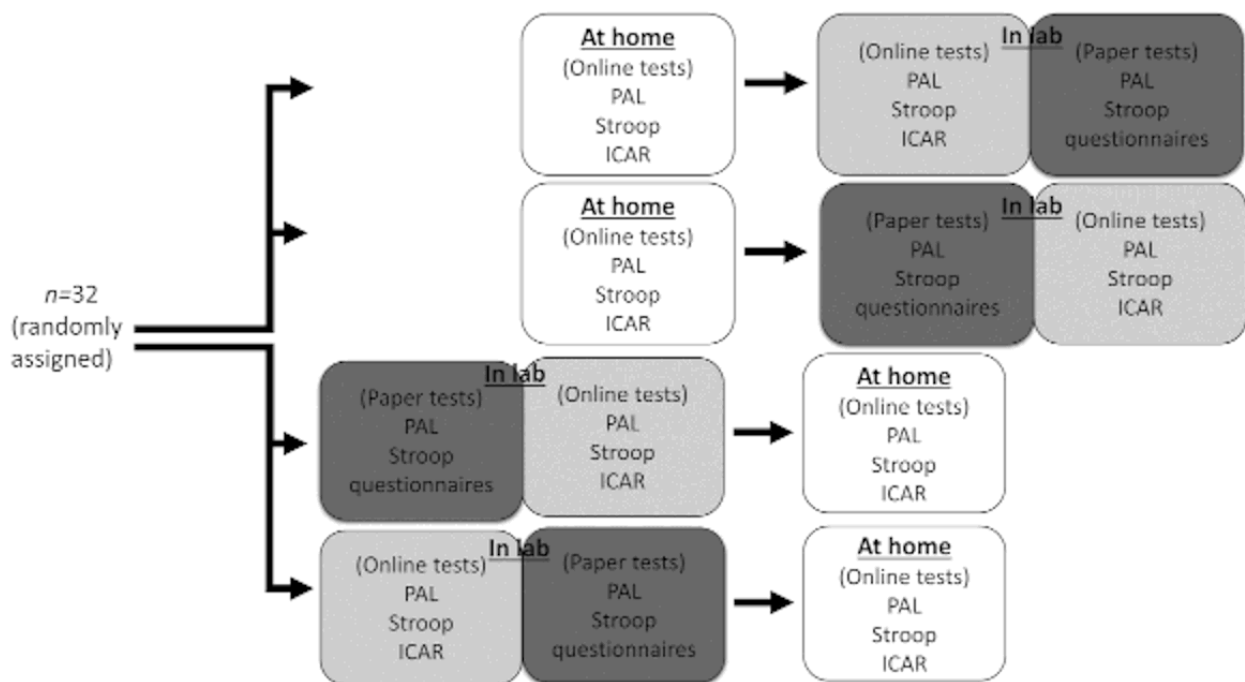 At home
(Online tests)
PAL
Stroop
ICAR
In lab
(Online tests)
PAL
Stroop
ICAR
(Paper tests)
PAL
Stroop
questionnaires
At home
(Online tests)
PAL
Stroop
ICAR
In lab
(Paper tests)
PAL
Stroop
questionnaires
(Online tests)
PAL
Stroop
ICAR
n=32
(randomly
assigned)
In lab
(Paper tests)
PAL
Stroop
questionnaires
(Online tests)
PAL
Stroop
ICAR
At home
(Online tests)
PAL
Stroop
ICAR
In lab
(Online tests)
PAL
Stroop
ICAR
(Paper tests)
PAL
Stroop
questionnaires
At home
(Online tests)
PAL
Stroop
ICAR